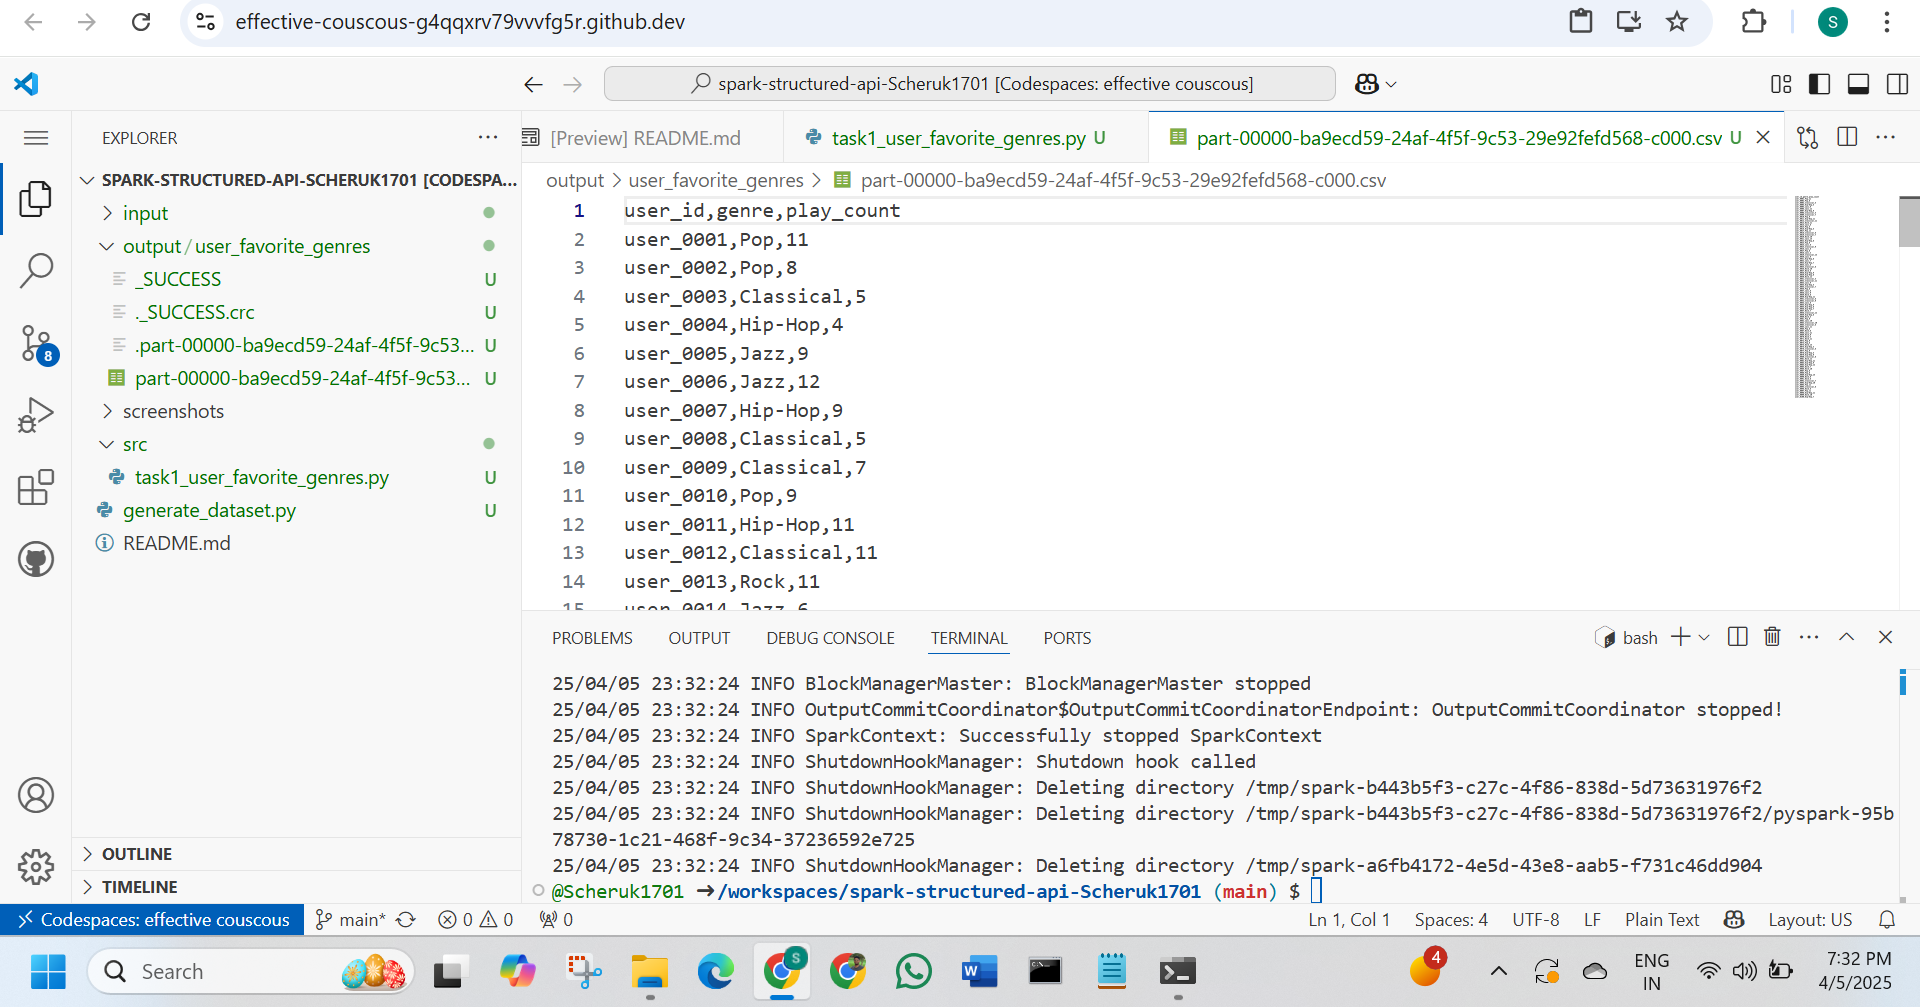 effective-couscous-g4qqxrv79vvvfg5r.github.dev
S
spark-structured-api-Scheruk1701 [Codespaces: effective couscous]
EXPLORER
[Preview] README.md
task1_user_favorite_genres.py U
part-00000-ba9ecd59-24af-4f5f-9c53-29e92fefd568-c000.csv U
SPARK-STRUCTURED-API-SCHERUK1701 [CODESPA...
input
output / user_favorite_genres
_SUCCESS U
._SUCCESS.crc U
.part-00000-ba9ecd59-24af-4f5f-9c53... U
part-00000-ba9ecd59-24af-4f5f-9c53... U
screenshots
src
task1_user_favorite_genres.py U
generate_dataset.py U
README.md
8
OUTLINE
TIMELINE
output > user_favorite_genres > part-00000-ba9ecd59-24af-4f5f-9c53-29e92fefd568-c000.csv
1 user_id,genre,play_count
2 user_0001,Pop,11
3 user_0002,Pop,8
4 user_0003,Classical,5
5 user_0004,Hip-Hop,4
6 user_0005,Jazz,9
7 user_0006,Jazz,12
8 user_0007,Hip-Hop,9
9 user_0008,Classical,5
10 user_0009,Classical,7
11 user_0010,Pop,9
12 user_0011,Hip-Hop,11
13 user_0012,Classical,11
14 user_0013,Rock,11
15 user_0014,Jazz,6
PROBLEMS OUTPUT DEBUG CONSOLE TERMINAL PORTS
bash
25/04/05 23:32:24 INFO BlockManagerMaster: BlockManagerMaster stopped
25/04/05 23:32:24 INFO OutputCommitCoordinator$OutputCommitCoordinatorEndpoint: OutputCommitCoordinator stopped!
25/04/05 23:32:24 INFO SparkContext: Successfully stopped SparkContext
25/04/05 23:32:24 INFO ShutdownHookManager: Shutdown hook called
25/04/05 23:32:24 INFO ShutdownHookManager: Deleting directory /tmp/spark-b443b5f3-c27c-4f86-838d-5d73631976f2
25/04/05 23:32:24 INFO ShutdownHookManager: Deleting directory /tmp/spark-b443b5f3-c27c-4f86-838d-5d73631976f2/pyspark-95b
78730-1c21-468f-9c34-37236592e725
25/04/05 23:32:24 INFO ShutdownHookManager: Deleting directory /tmp/spark-a6fb4172-4e5d-43e8-aab5-f731c46dd904
@Scheruk1701 →/workspaces/spark-structured-api-Scheruk1701 (main) $
Codespaces: effective couscous main* 0 0 0
Ln 1, Col 1 Spaces: 4 UTF-8 LF Plain Text Layout: US
Search
S
4
ENG
IN
7:32 PM
4/5/2025